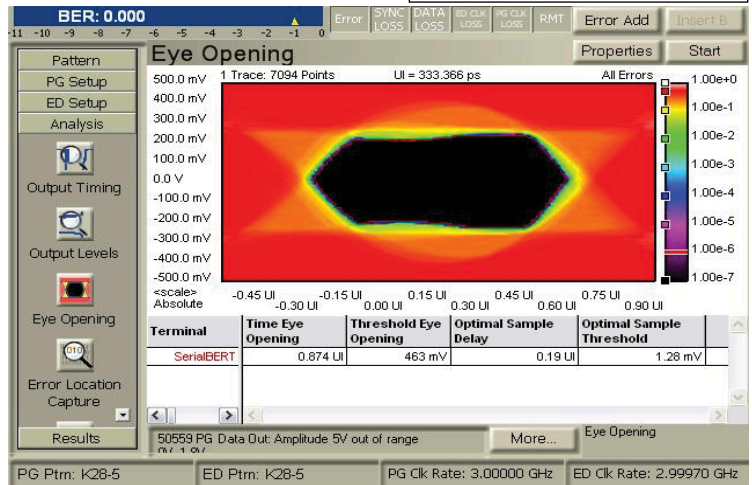 BER: 0.000
-11 -10 -9 -8 -7 -6 -5 -4 -3 -2 -1 0
Error SYNC LOSS DATA LOSS ED CLK LOSS PG CLK LOSS RMT Error Add Insert B
Eye Opening Properties Start
Pattern
PG Setup
ED Setup
Analysis
Output Timing
Output Levels
Eye Opening
Error Location
Capture
Results
1 Trace: 7094 Points UI = 333.366 ps All Errors
500.0 mV
400.0 mV
300.0 mV
200.0 mV
100.0 mV
0.0 V
-100.0 mV
-200.0 mV
-300.0 mV
-400.0 mV
-500.0 mV
1.00e+0
1.00e-1
1.00e-2
1.00e-3
1.00e-4
1.00e-5
1.00e-6
1.00e-7
<scale>
Absolute
-0.45 UI -0.15 UI 0.15 UI 0.45 UI 0.75 UI
-0.30 UI 0.00 UI 0.30 UI 0.60 UI 0.90 UI
Terminal Time Eye Opening Threshold Eye Opening Optimal Sample Delay Optimal Sample Threshold
SerialBERT 0.874 UI 463 mV 0.19 UI 1.28 mV
50559 PG Data Out: Amplitude 5V out of range
More... Eye Opening
PG Ptrn: K28-5 ED Ptrn: K28-5 PG Clk Rate: 3.00000 GHz ED Clk Rate: 2.99970 GHz